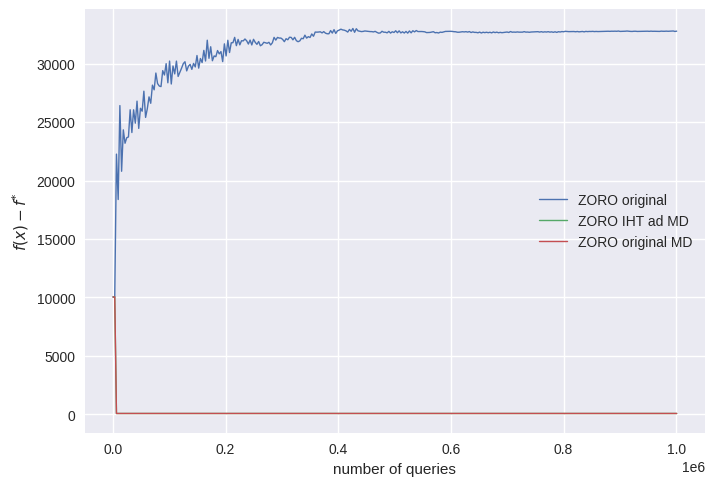 30000
25000
20000
15000
10000
5000
0
f(x) − f*
ZORO original
ZORO IHT ad MD
ZORO original MD
0.0 0.2 0.4 0.6 0.8 1.0
1e6
number of queries